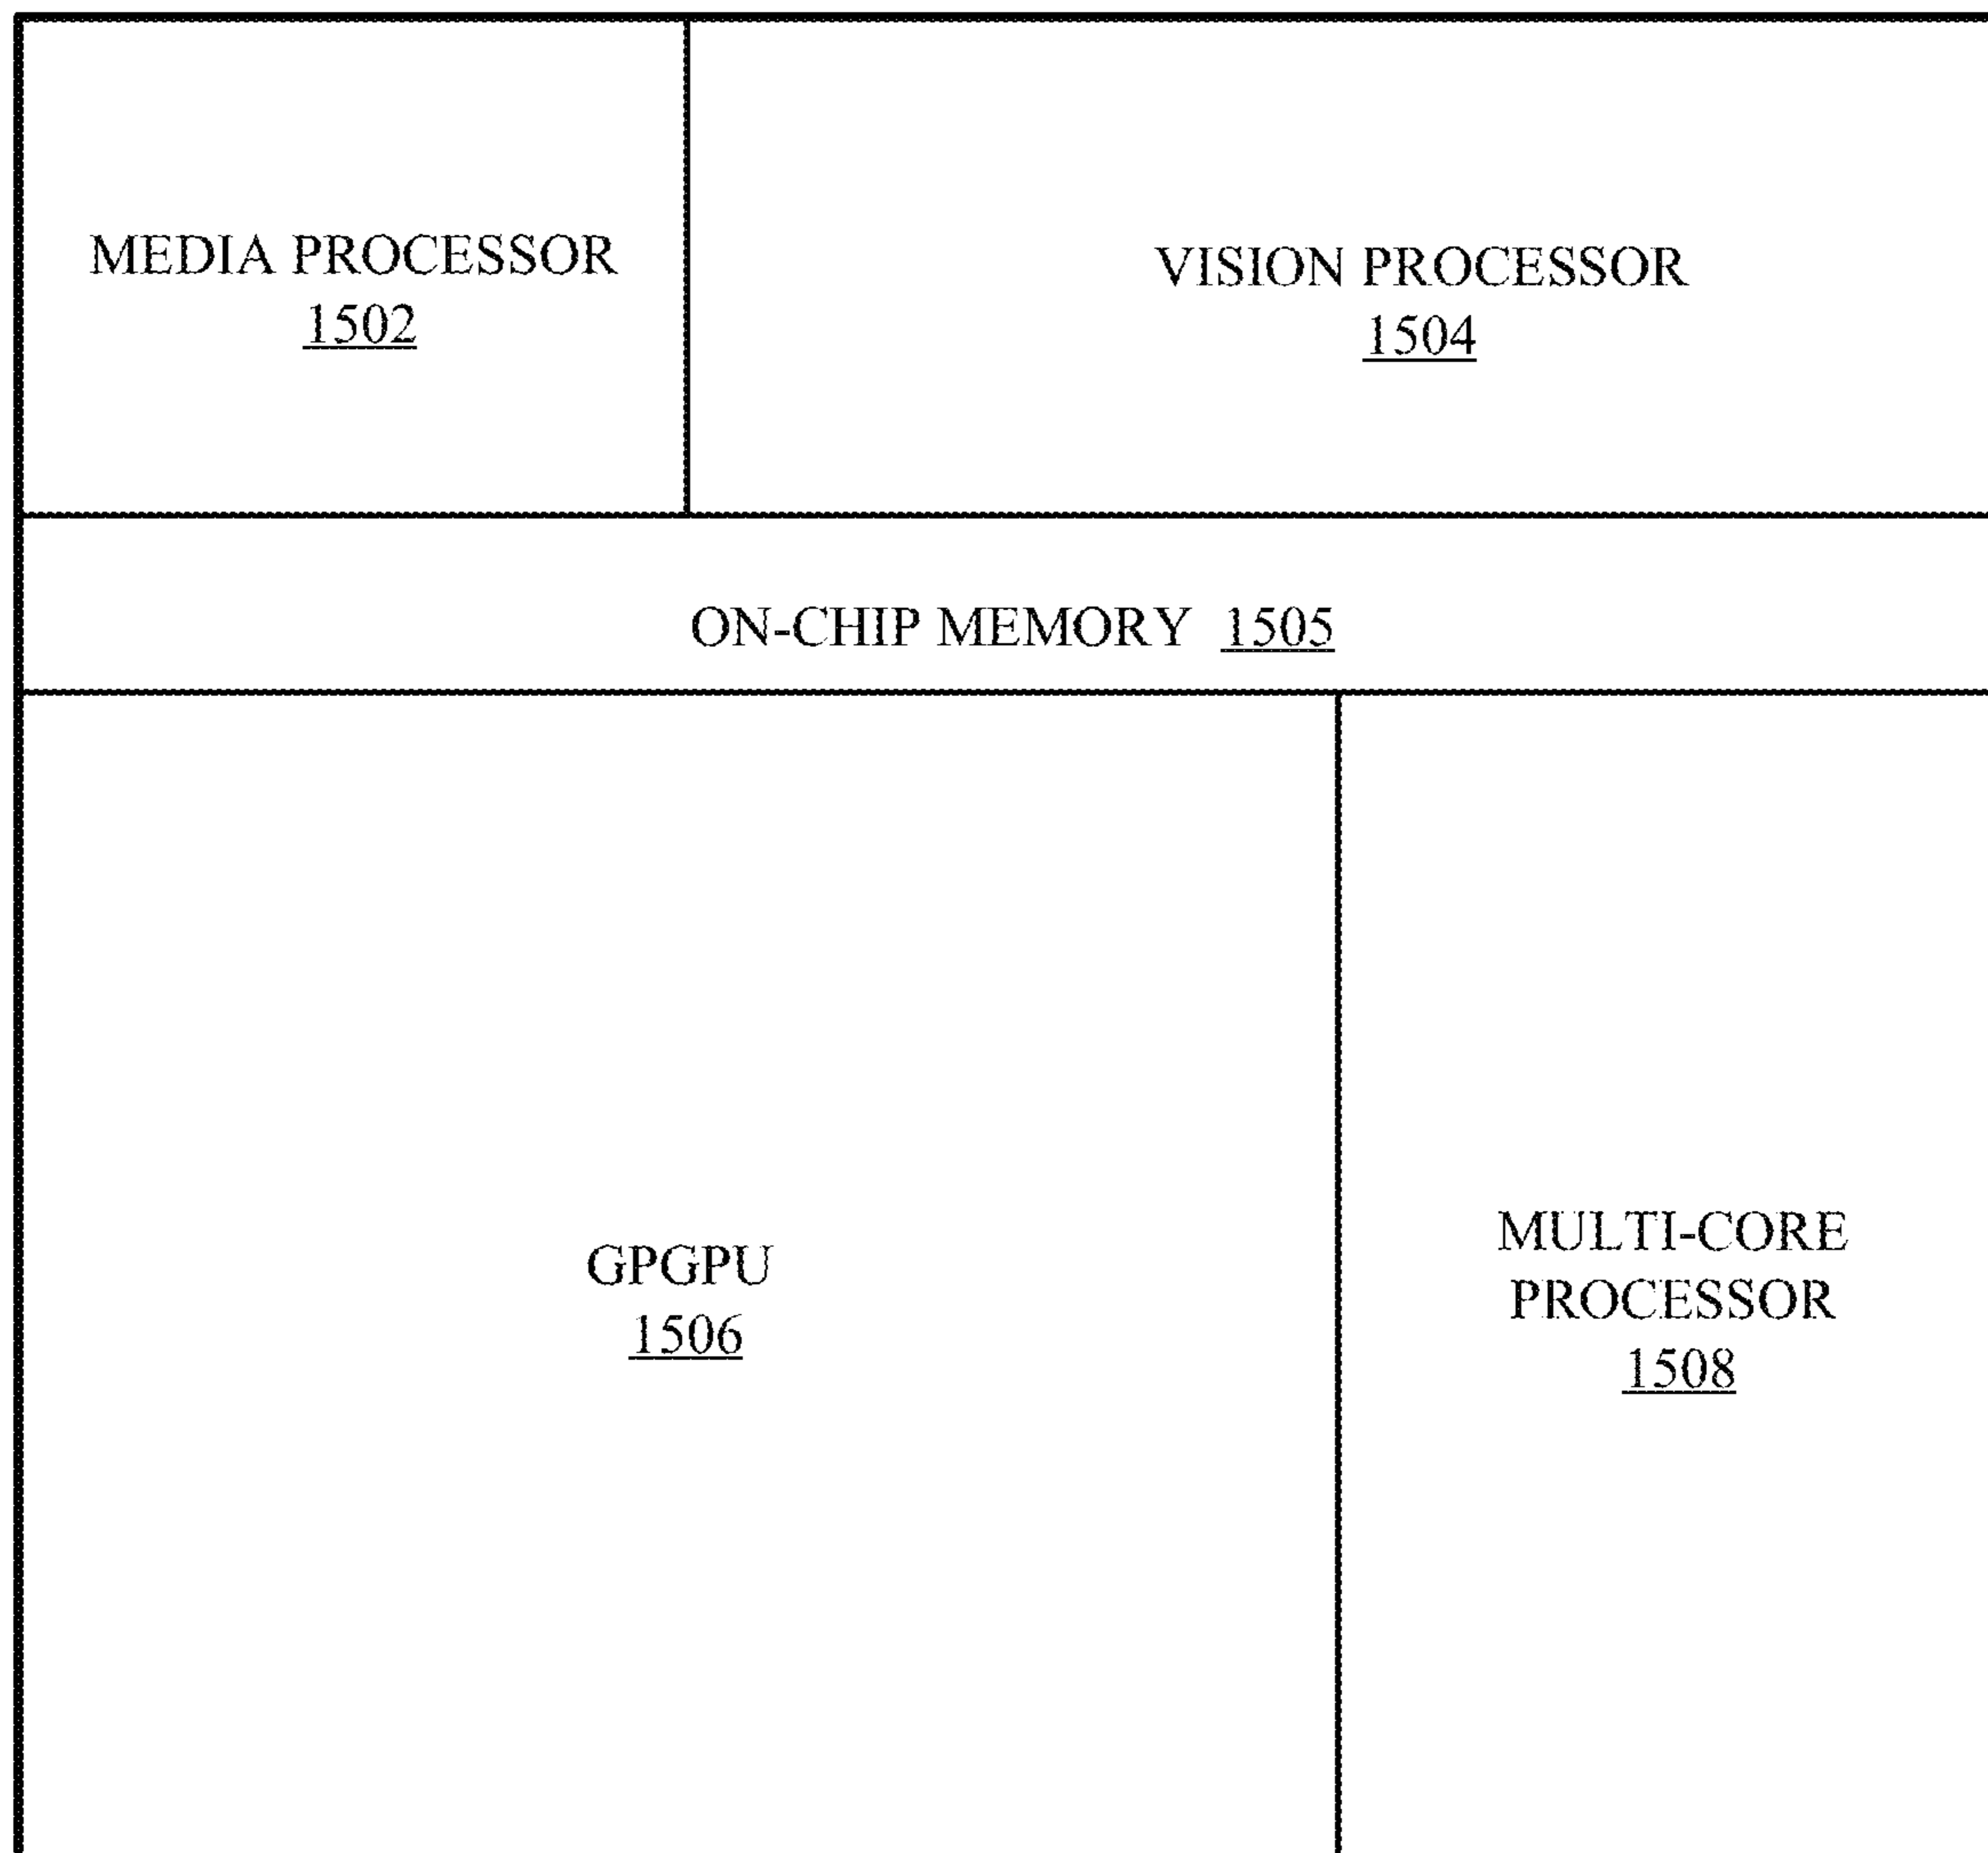 MEDIA PROCESSOR
1502
VISION PROCESSOR
1504
ON-CHIP MEMORY 1505
GPGPU
1506
MULTI-CORE
PROCESSOR
1508